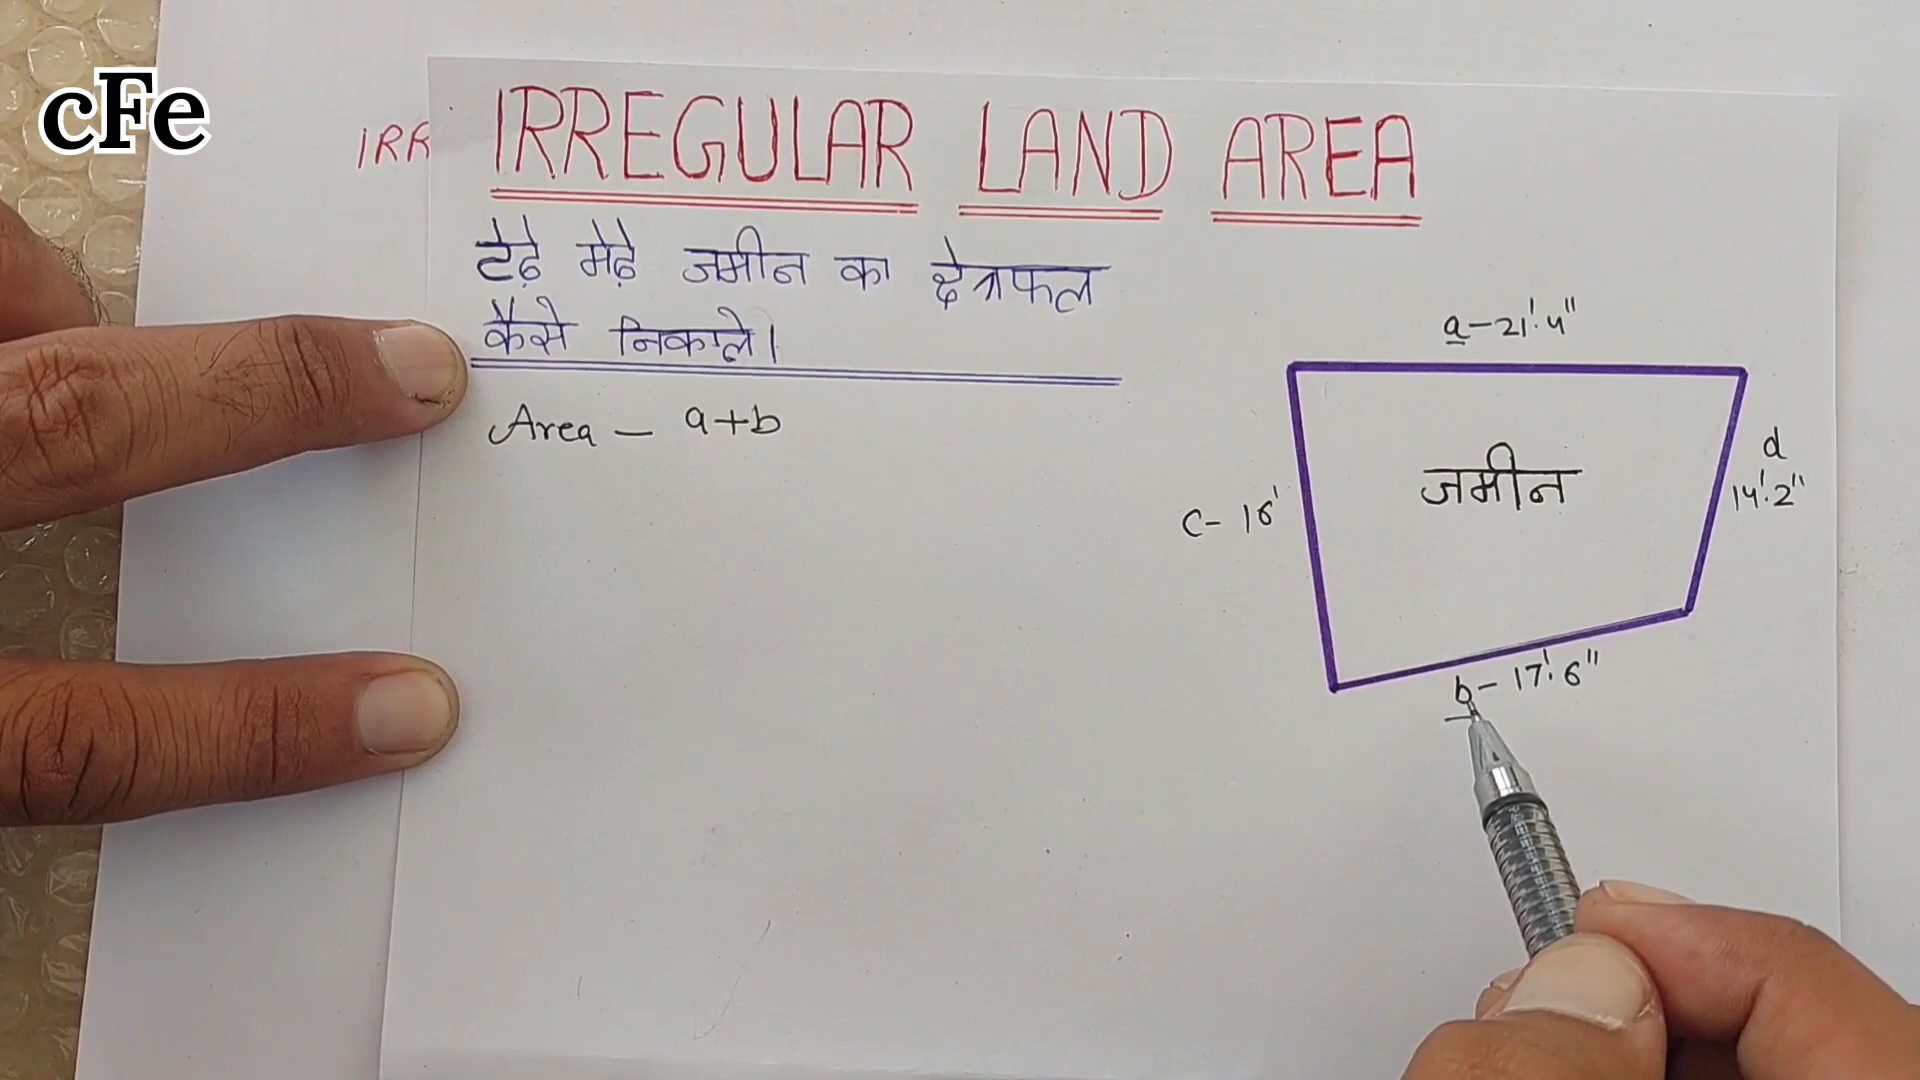 cFe
IRR
IRREGULAR LAND AREA
टेढ़े मेढ़े जमीन का क्षेत्रफल
कैसे निकाले।
Area - a+b
a-21'.4"
जमीन
d
14'.2"
c- 16'
b- 17'.6"